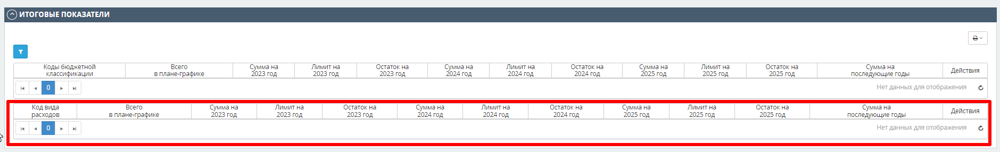 ИТОГОВЫЕ ПОКАЗАТЕЛИ
Коды бюджетной классификации
Всего в плане-графике
Сумма на 2023 год
Лимит на 2023 год
Остаток на 2023 год
Сумма на 2024 год
Лимит на 2024 год
Остаток на 2024 год
Сумма на 2025 год
Лимит на 2025 год
Остаток на 2025 год
Сумма на последующие годы
Действия
0
Нет данных для отображения
Код вида расходов
Всего в плане-графике
Сумма на 2023 год
Лимит на 2023 год
Остаток на 2023 год
Сумма на 2024 год
Лимит на 2024 год
Остаток на 2024 год
Сумма на 2025 год
Лимит на 2025 год
Остаток на 2025 год
Сумма на последующие годы
Действия
0
Нет данных для отображения